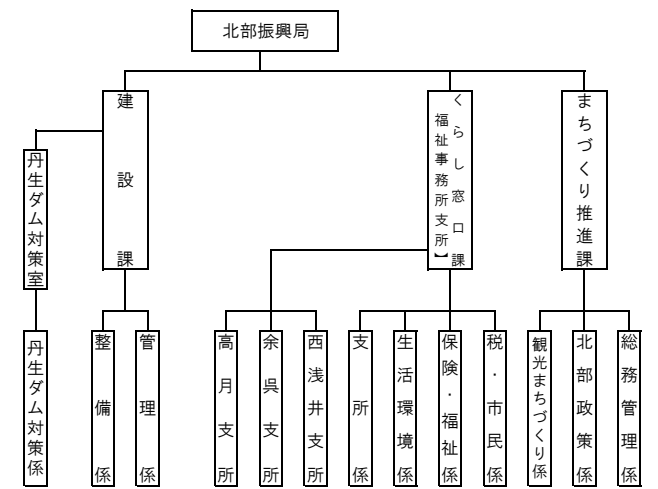 北部振興局
まちづくり推進課
くらし窓口課
福祉事務所支所】
建設課
丹生ダム対策室
総務管理係
北部政策係
観光まちづくり係
税・市民係
保険・福祉係
生活環境係
支所係
西浅井支所
余呉支所
高月支所
管理係
整備係
丹生ダム対策係